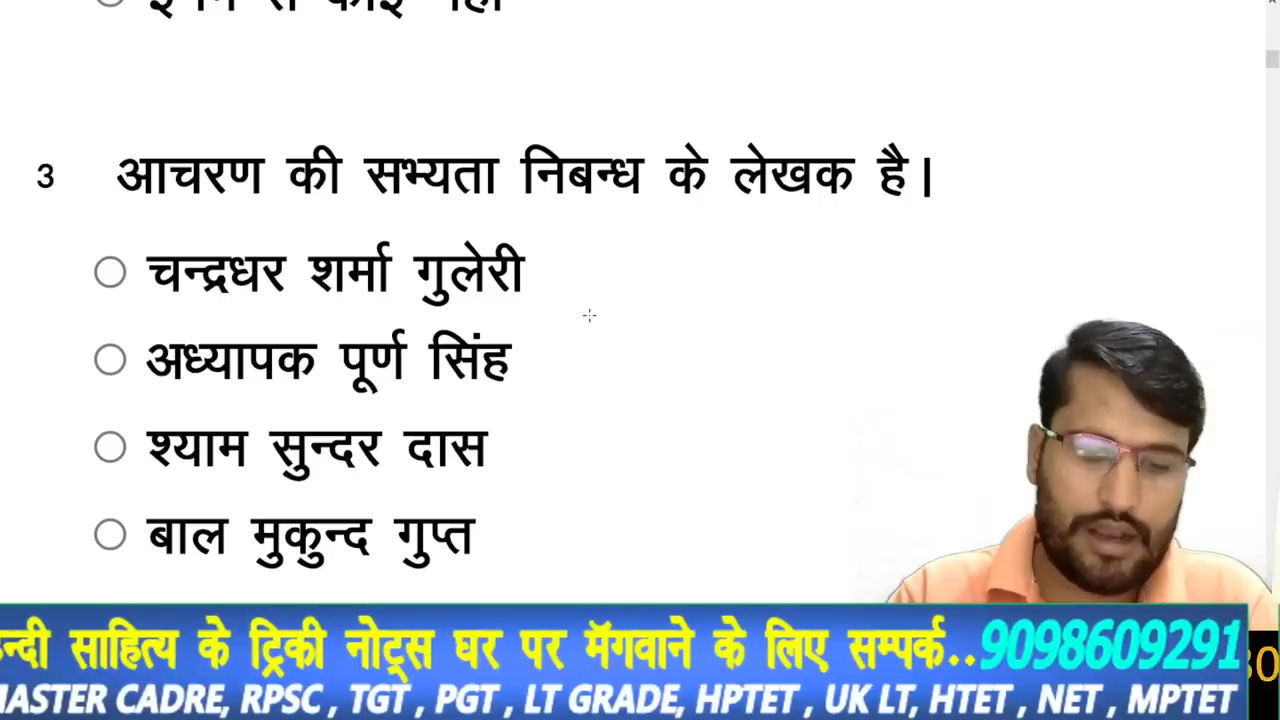 3 आचरण की सभ्यता निबन्ध के लेखक है|
चन्द्रधर शर्मा गुलेरी
अध्यापक पूर्ण सिंह
श्याम सुन्दर दास
बाल मुकुन्द गुप्त
साहित्य के ट्रिकी नोट्स घर पर मॅगवाने के लिए सम्पर्क..9098609291
CADRE, RPSC , TGT , PGT , LT GRADE, HPTET , UK LT, HTET , NET , MPTET